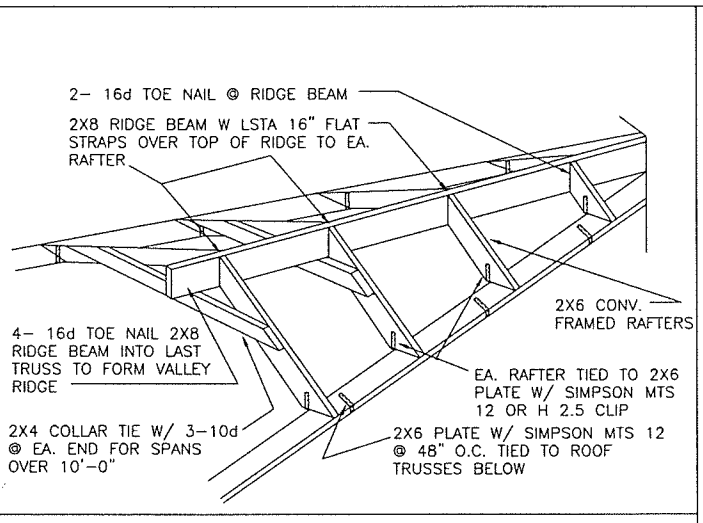 2- 16d TOE NAIL @ RIDGE BEAM
2X8 RIDGE BEAM W LSTA 16" FLAT
STRAPS OVER TOP OF RIDGE TO EA.
RAFTER
2X6 CONV.
FRAMED RAFTERS
4- 16d TOE NAIL 2X8
RIDGE BEAM INTO LAST
TRUSS TO FORM VALLEY
RIDGE
EA. RAFTER TIED TO 2X6
PLATE W/ SIMPSON MTS
12 OR H 2.5 CLIP
2X4 COLLAR TIE W/ 3-10d
@ EA. END FOR SPANS
OVER 10'-0"
2X6 PLATE W/ SIMPSON MTS 12
@ 48" O.C. TIED TO ROOF
TRUSSES BELOW